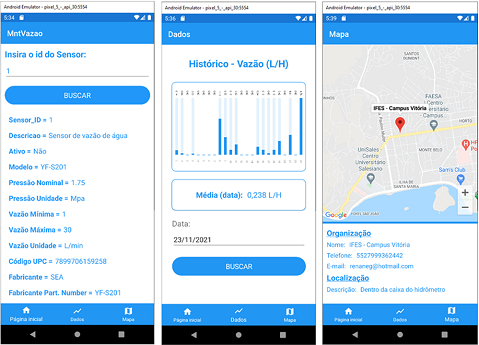 Android Emulator - pixel_5_-_api_30:5554
5:34
MntVazao
Insira o id do Sensor:
1
BUSCAR
Sensor_ID = 1
Descricao = Sensor de vazão de água
Ativo = Não
Modelo = YF-S201
Pressão Nominal = 1.75
Pressão Unidade = Mpa
Vazão Mínima = 1
Vazão Máxima = 30
Vazão Unidade = L/min
Código UPC = 7899706159258
Fabricante = SEA
Fabricante Part. Number = YF-S201
Página inicial
Dados
Mapa
Android Emulator - pixel_5_-_api_30:5554
5:36
Dados
Histórico - Vazão (L/H)
Média (data): 0,238 L/H
Data:
23/11/2021
BUSCAR
Página inicial
Dados
Mapa
Android Emulator - pixel_5_-_api_30:5554
5:39
Mapa
SANTOS
DUMONT
FAESA
Centro
Universitário
Campus
HORTO
IFES - Campus Vitória
UniSales -
Centro
Universitário
Salesiano
MONTE BELO
ILHA DE
SANTA MARIA
Sams Club
Google
Organização
Nome: IFES - Campus Vitória
Telefone: 5527999362442
E-mail: renanreg@hotmail.com
Localização
Descrição: Dentro da caixa do hidrômetro
Página inicial
Dados
Mapa